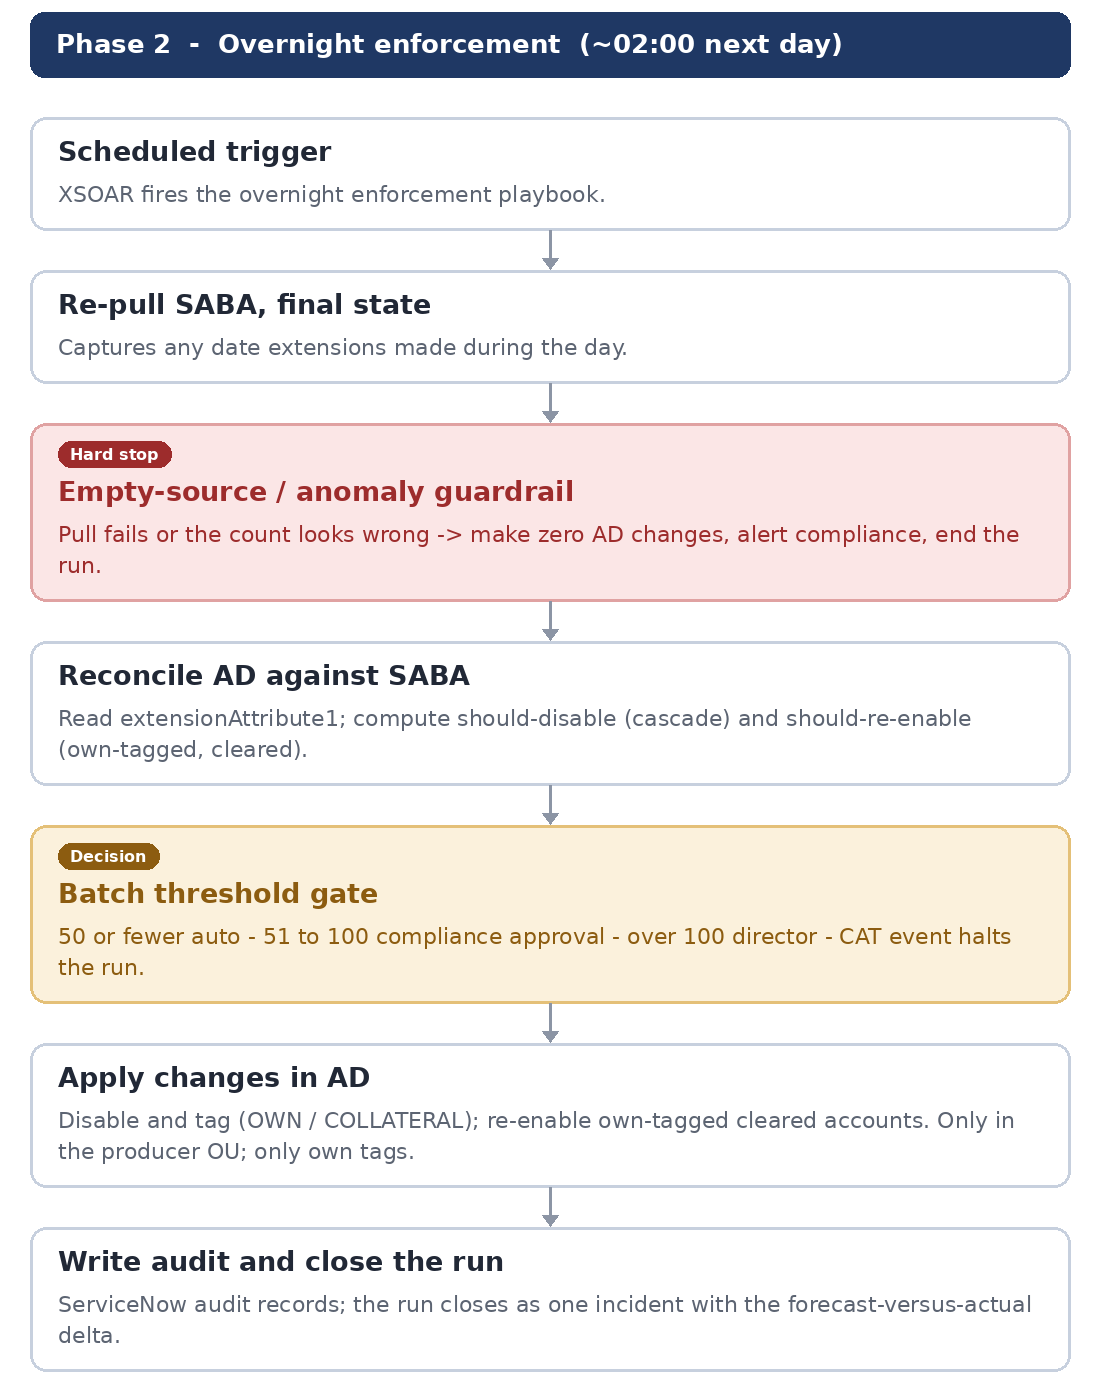 Phase 2 - Overnight enforcement (~02:00 next day)
Scheduled trigger
XSOAR fires the overnight enforcement playbook.
Re-pull SABA, final state
Captures any date extensions made during the day.
Hard stop
Empty-source / anomaly guardrail
Pull fails or the count looks wrong -> make zero AD changes, alert compliance, end the
run.
Reconcile AD against SABA
Read extensionAttribute1; compute should-disable (cascade) and should-re-enable
(own-tagged, cleared).
Decision
Batch threshold gate
50 or fewer auto - 51 to 100 compliance approval - over 100 director - CAT event halts
the run.
Apply changes in AD
Disable and tag (OWN / COLLATERAL); re-enable own-tagged cleared accounts. Only in
the producer OU; only own tags.
Write audit and close the run
ServiceNow audit records; the run closes as one incident with the forecast-versus-actual
delta.